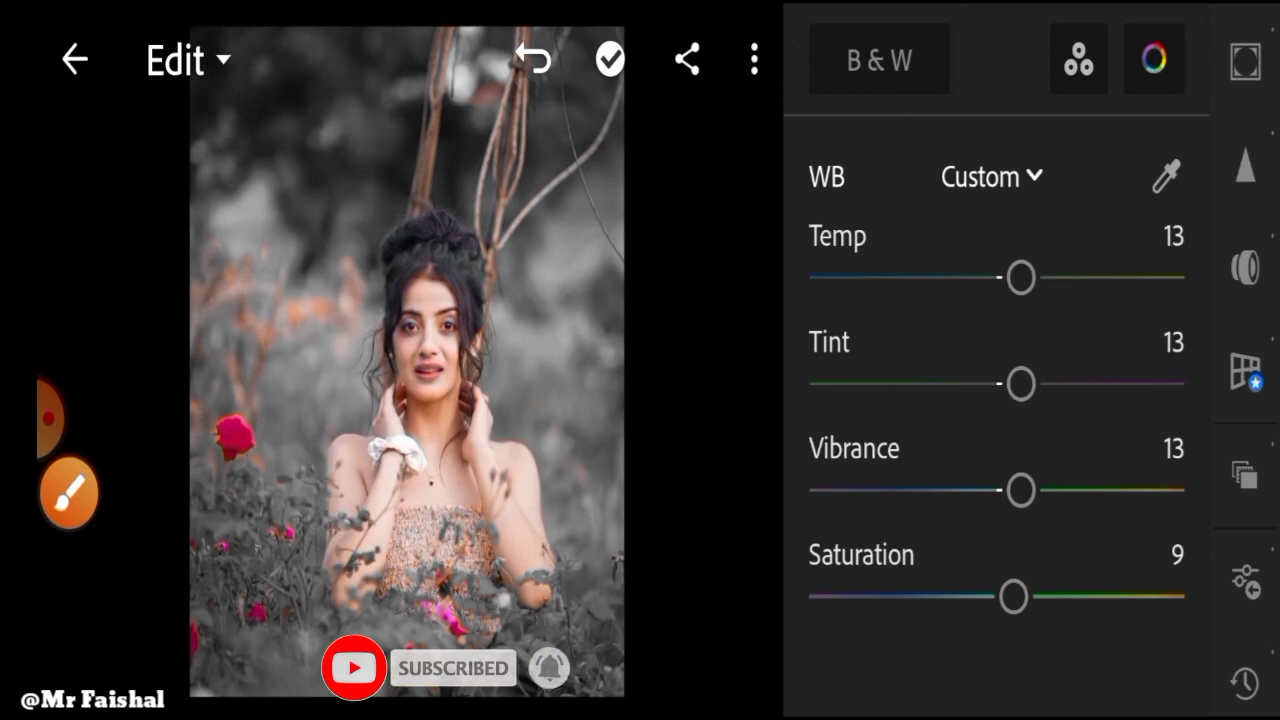 Edit
B & W
WB Custom
Temp 13
Tint 13
Vibrance 13
Saturation 9
SUBSCRIBED
@Mr Faishal